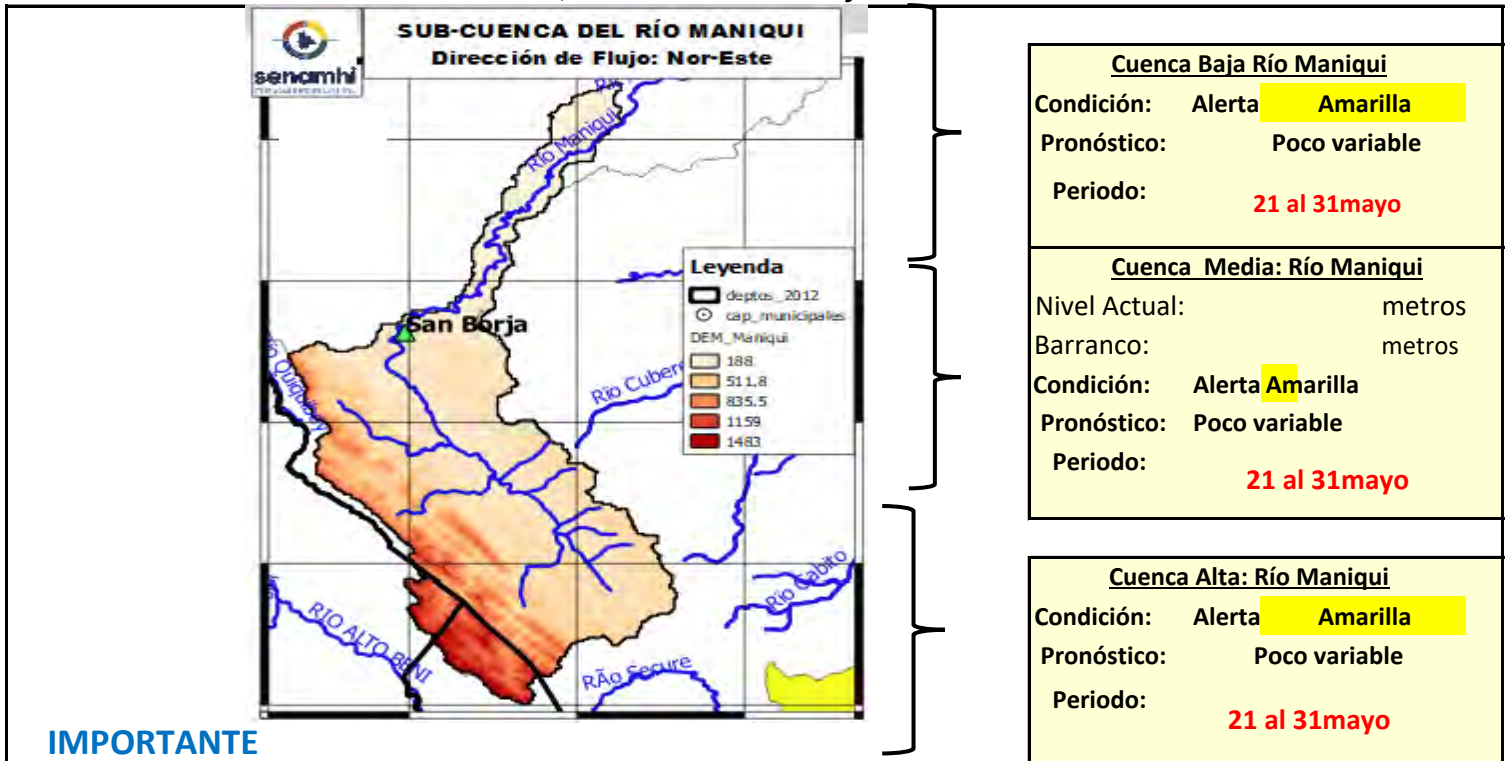 senamhi
SUB-CUENCA DEL RÍO MANIQUI
Dirección de Flujo: Nor-Este
Río Maniqui
San Borja
Río Quiquibey
Río Cubere
RIO ALTO BENI
RÃo Secure
Río Cabito
Leyenda
deptos_2012
cap_municipales
DEM_Maniqui
188
511.8
835.5
1159
1483
Cuenca Baja Río Maniqui
Condición: Alerta Amarilla
Pronóstico: Poco variable
Periodo: 21 al 31mayo
Cuenca Media: Río Maniqui
Nivel Actual: metros
Barranco: metros
Condición: Alerta Amarilla
Pronóstico: Poco variable
Periodo: 21 al 31mayo
Cuenca Alta: Río Maniqui
Condición: Alerta Amarilla
Pronóstico: Poco variable
Periodo: 21 al 31mayo
IMPORTANTE